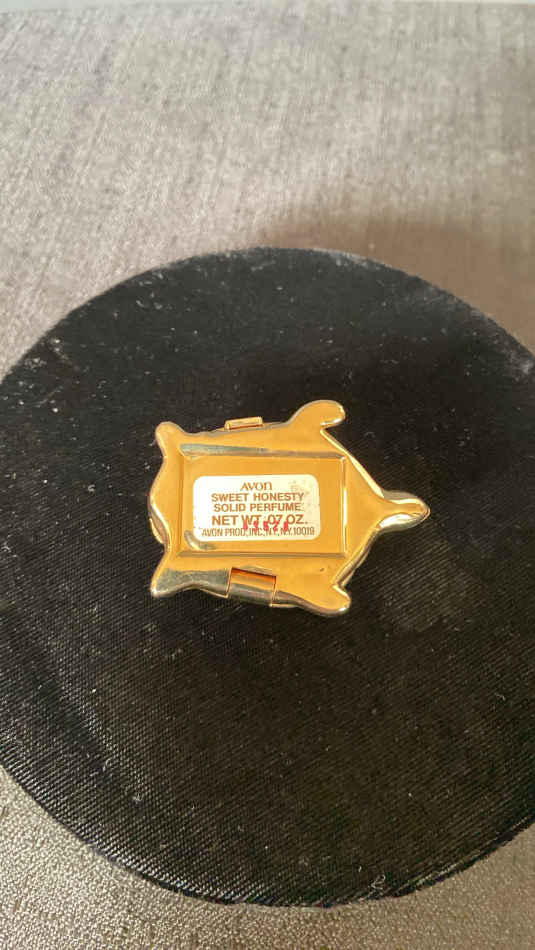 AVON
SWEET HONESTY
SOLID PERFUME
NET WT .07 OZ.
AVON PROD., INC., N.Y., N.Y. 10019